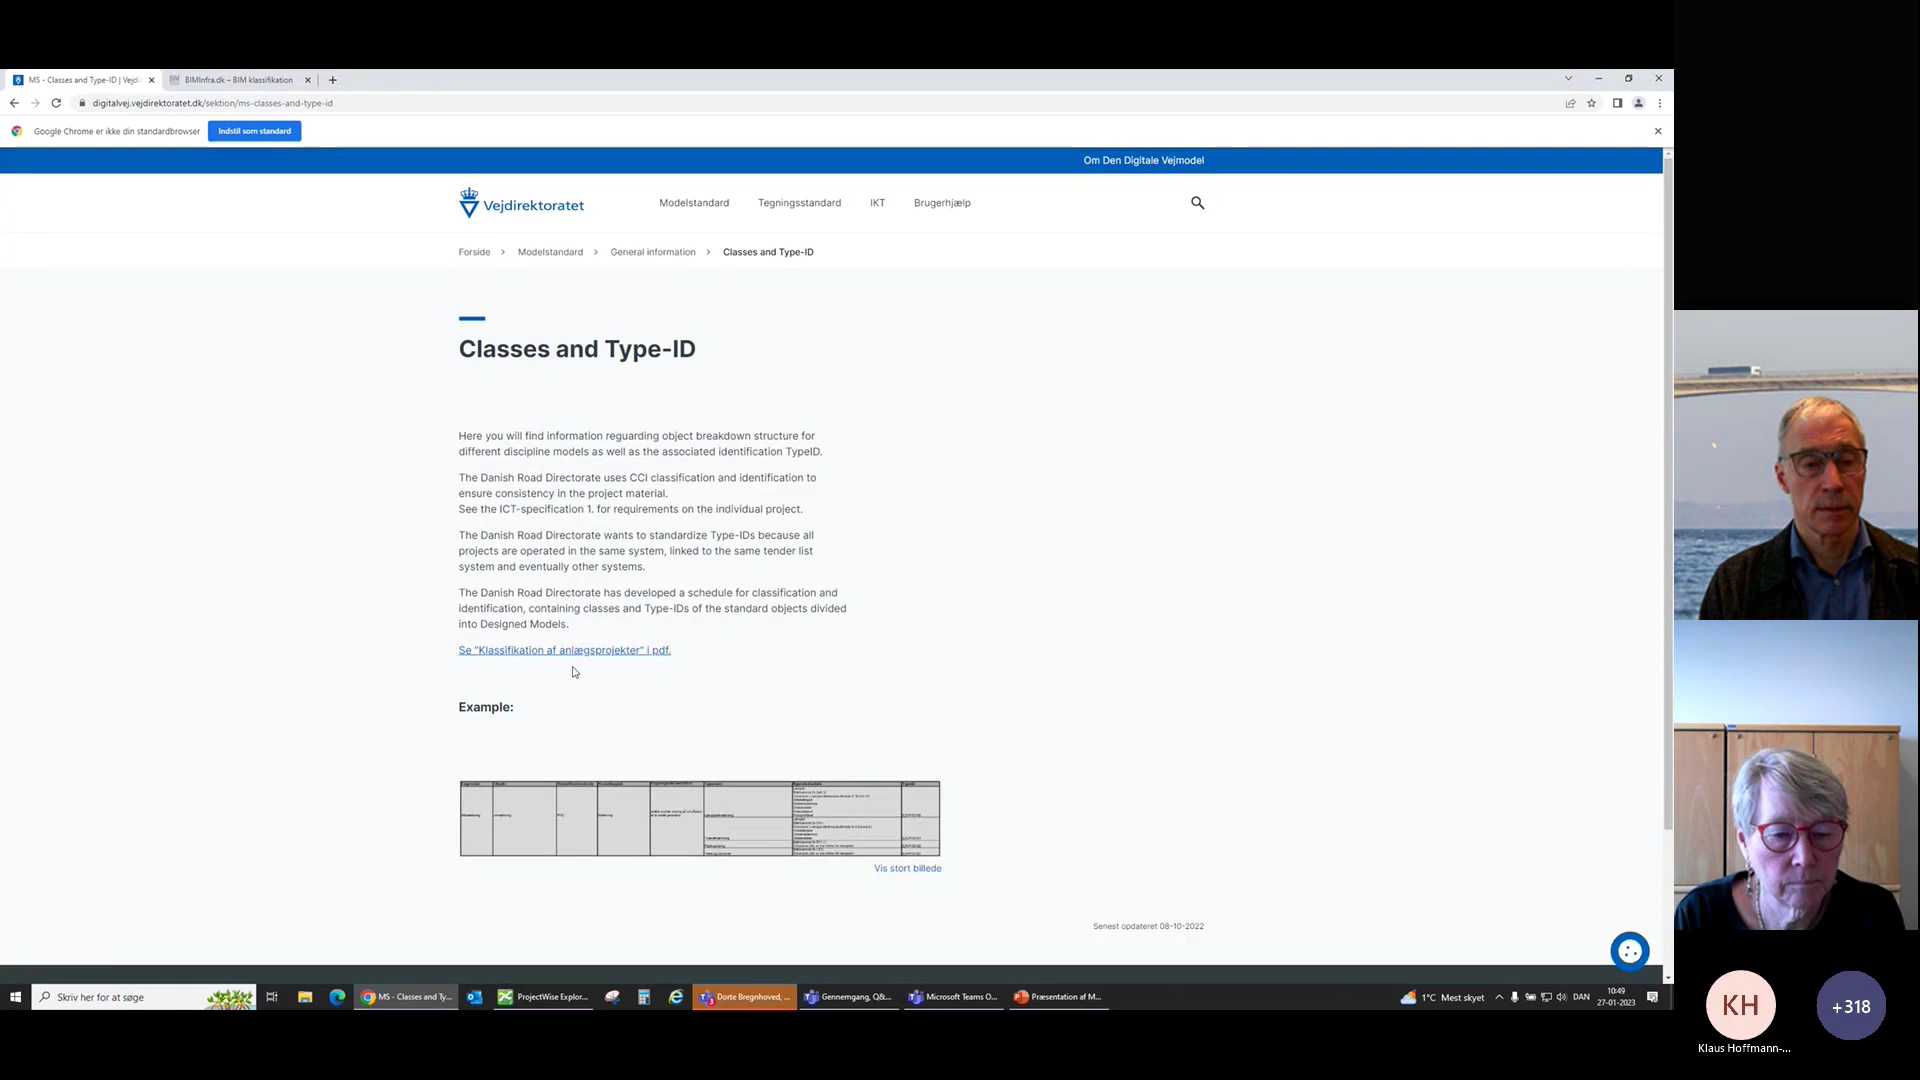 MS - Classes and Type-ID | Vejd
BIMInfra.dk – BIM klassifikation
digitalvej.vejdirektoratet.dk/sektion/ms-classes-and-type-id
Google Chrome er ikke din standardbrowser
Indstil som standard
Om Den Digitale Vejmodel
Vejdirektoratet
Modelstandard
Tegningsstandard
IKT
Brugerhjælp
Forside > Modelstandard > General information > Classes and Type-ID
Classes and Type-ID
Here you will find information reguarding object breakdown structure for
different discipline models as well as the associated identification TypeID.
The Danish Road Directorate uses CCI classification and identification to
ensure consistency in the project material.
See the ICT-specification 1. for requirements on the individual project.
The Danish Road Directorate wants to standardize Type-IDs because all
projects are operated in the same system, linked to the same tender list
system and eventually other systems.
The Danish Road Directorate has developed a schedule for classification and
identification, containing classes and Type-IDs of the standard objects divided
into Designed Models.
Se "Klassifikation af anlægsprojekter" i pdf.
Example:
Vis stort billede
Senest opdateret 08-10-2022
Skriv her for at søge
MS - Classes and Ty...
ProjectWise Explor...
Dorte Bregnhoved, ...
Gennemgang, Q&...
Microsoft Teams O...
Præsentation af M...
1°C Mest skyet
DAN
10:49
27-01-2023
KH
+318
Klaus Hoffmann-...